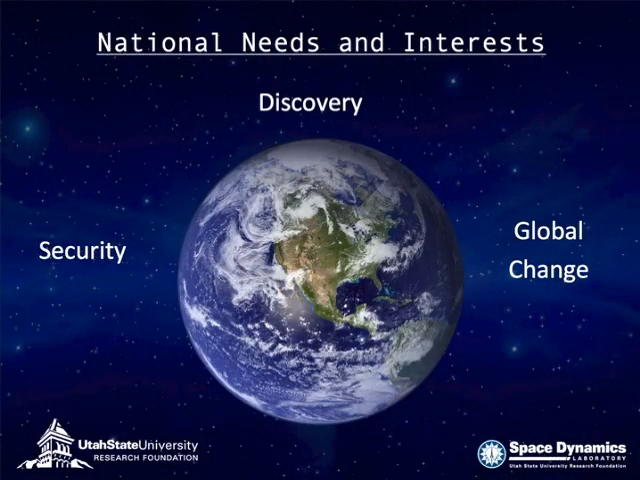 National Needs and Interests
Discovery
Security
Global
Change
UtahStateUniversity
RESEARCH FOUNDATION
Space Dynamics
LABORATORY
Utah State University Research Foundation